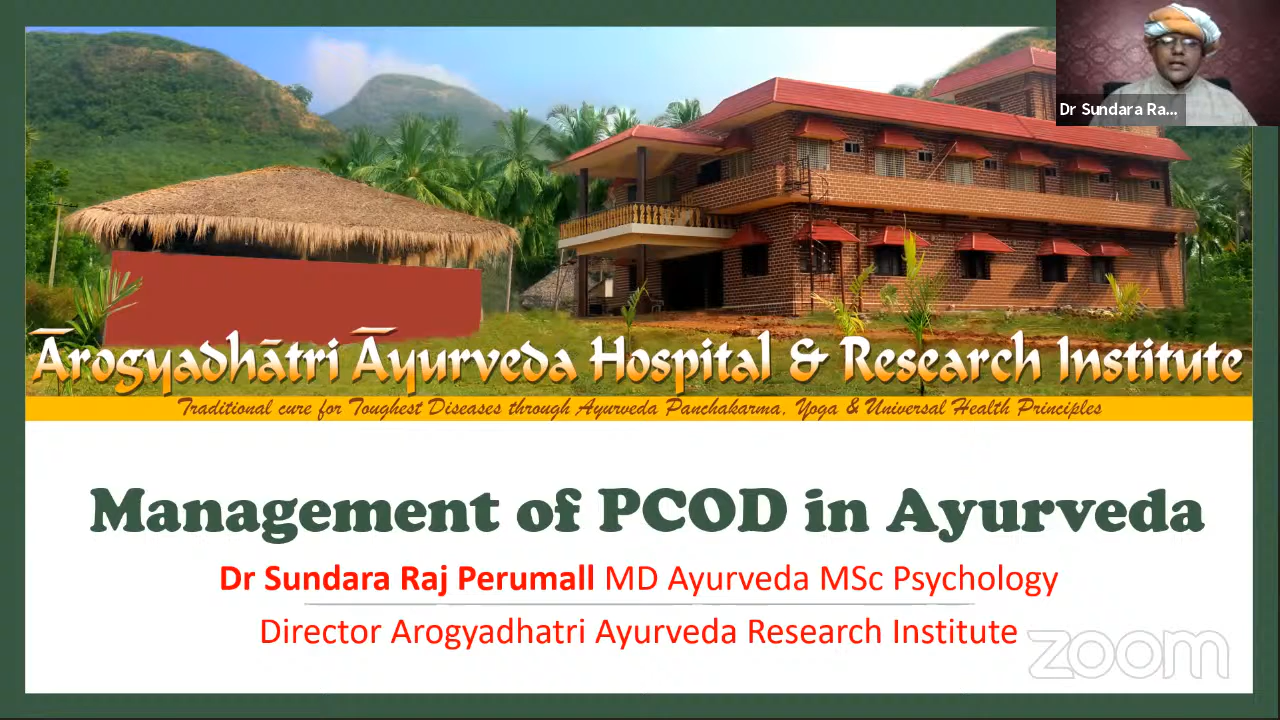 Dr Sundara Ra...
Ārogyadhātri Āyurveda Hospital & Research Institute
Traditional cure for Toughest Diseases through Ayurveda Panchakarma, Yoga & Universal Health Principles
Management of PCOD in Ayurveda
Dr Sundara Raj Perumall MD Ayurveda MSc Psychology
Director Arogyadhatri Ayurveda Research Institute
zoom